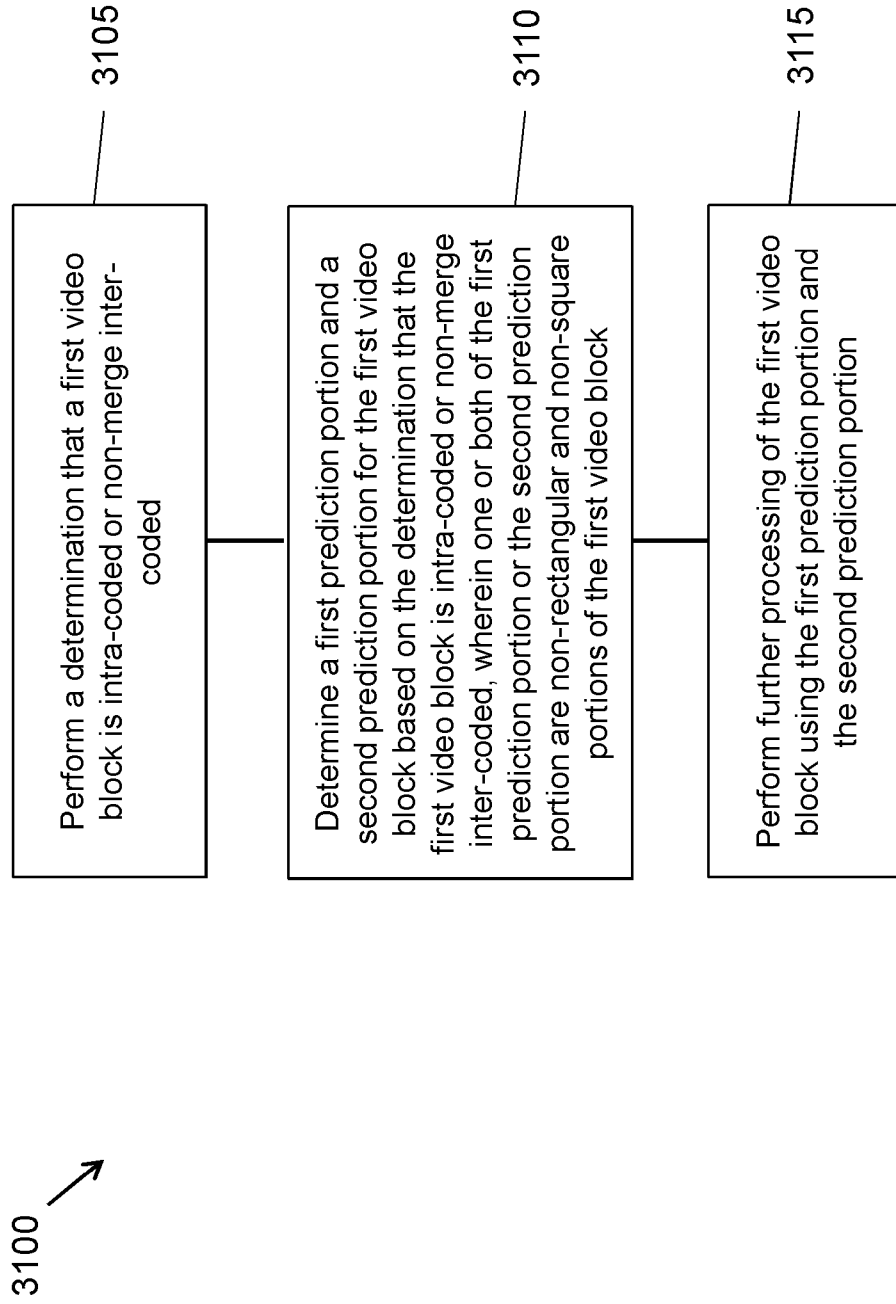 3100
Perform a determination that a first video
block is intra-coded or non-merge inter-
coded
3105
Determine a first prediction portion and a
second prediction portion for the first video
block based on the determination that the
first video block is intra-coded or non-merge
inter-coded, wherein one or both of the first
prediction portion or the second prediction
portion are non-rectangular and non-square
portions of the first video block
3110
Perform further processing of the first video
block using the first prediction portion and
the second prediction portion
3115